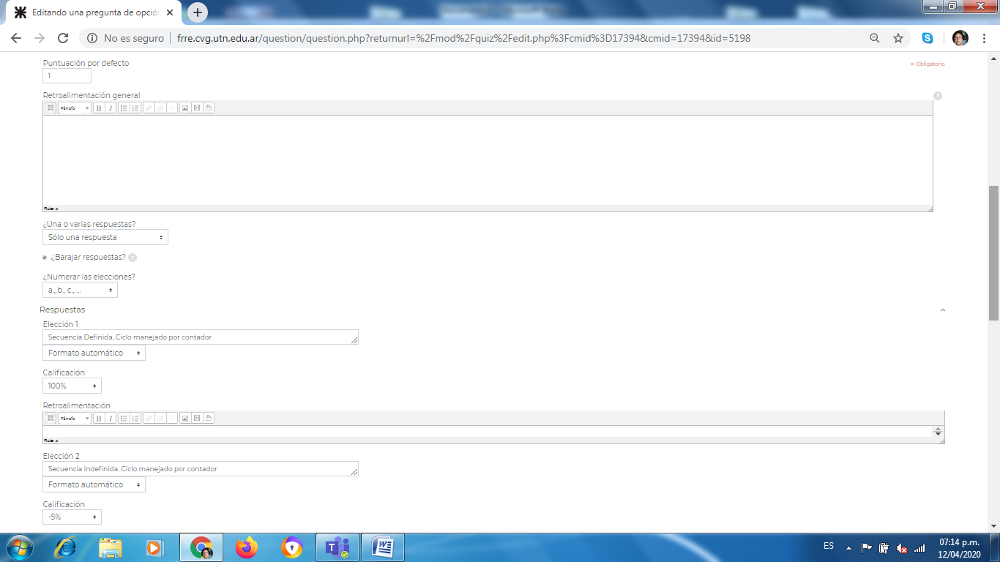 Editando una pregunta de opción
No es seguro
frre.cvg.utn.edu.ar/question/question.php?returnurl=%2Fmod%2Fquiz%2Fedit.php%3Fcmid%3D17394&cmid=17394&id=5198
Puntuación por defecto
* Obligatorio
1
Retroalimentación general
?
Párrafo
B I
Ruta: p
¿Una o varias respuestas?
Sólo una respuesta
¿Barajar respuestas? ?
¿Numerar las elecciones?
a., b., c., ...
Respuestas
Elección 1
Secuencia Definida, Ciclo manejado por contador
Formato automático
Calificación
100%
Retroalimentación
Párrafo
B I
Ruta: p
Elección 2
Secuencia Indefinida. Ciclo manejado por contador
Formato automático
Calificación
-5%
ES
07:14 p.m.
12/04/2020